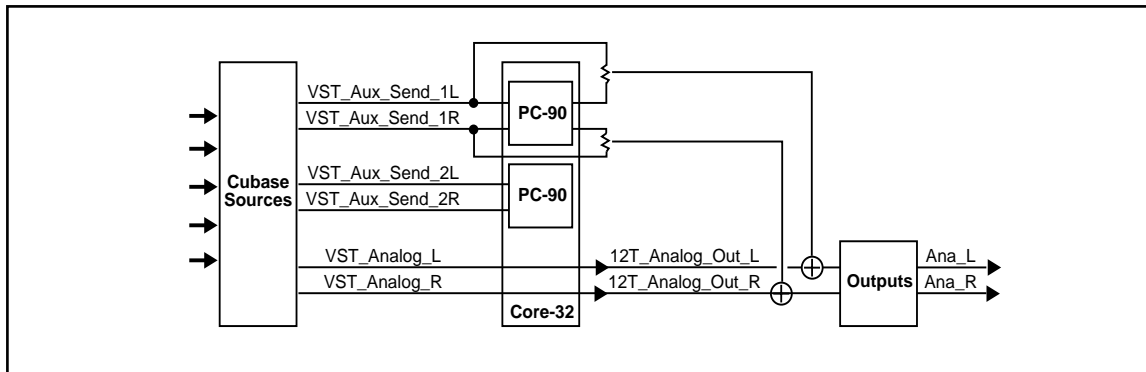 VST_Aux_Send_1L
VST_Aux_Send_1R
PC-90
VST_Aux_Send_2L
VST_Aux_Send_2R
PC-90
Cubase
Sources
VST_Analog_L
12T_Analog_Out_L
Ana_L
VST_Analog_R
12T_Analog_Out_R
Outputs
Ana_R
Core-32